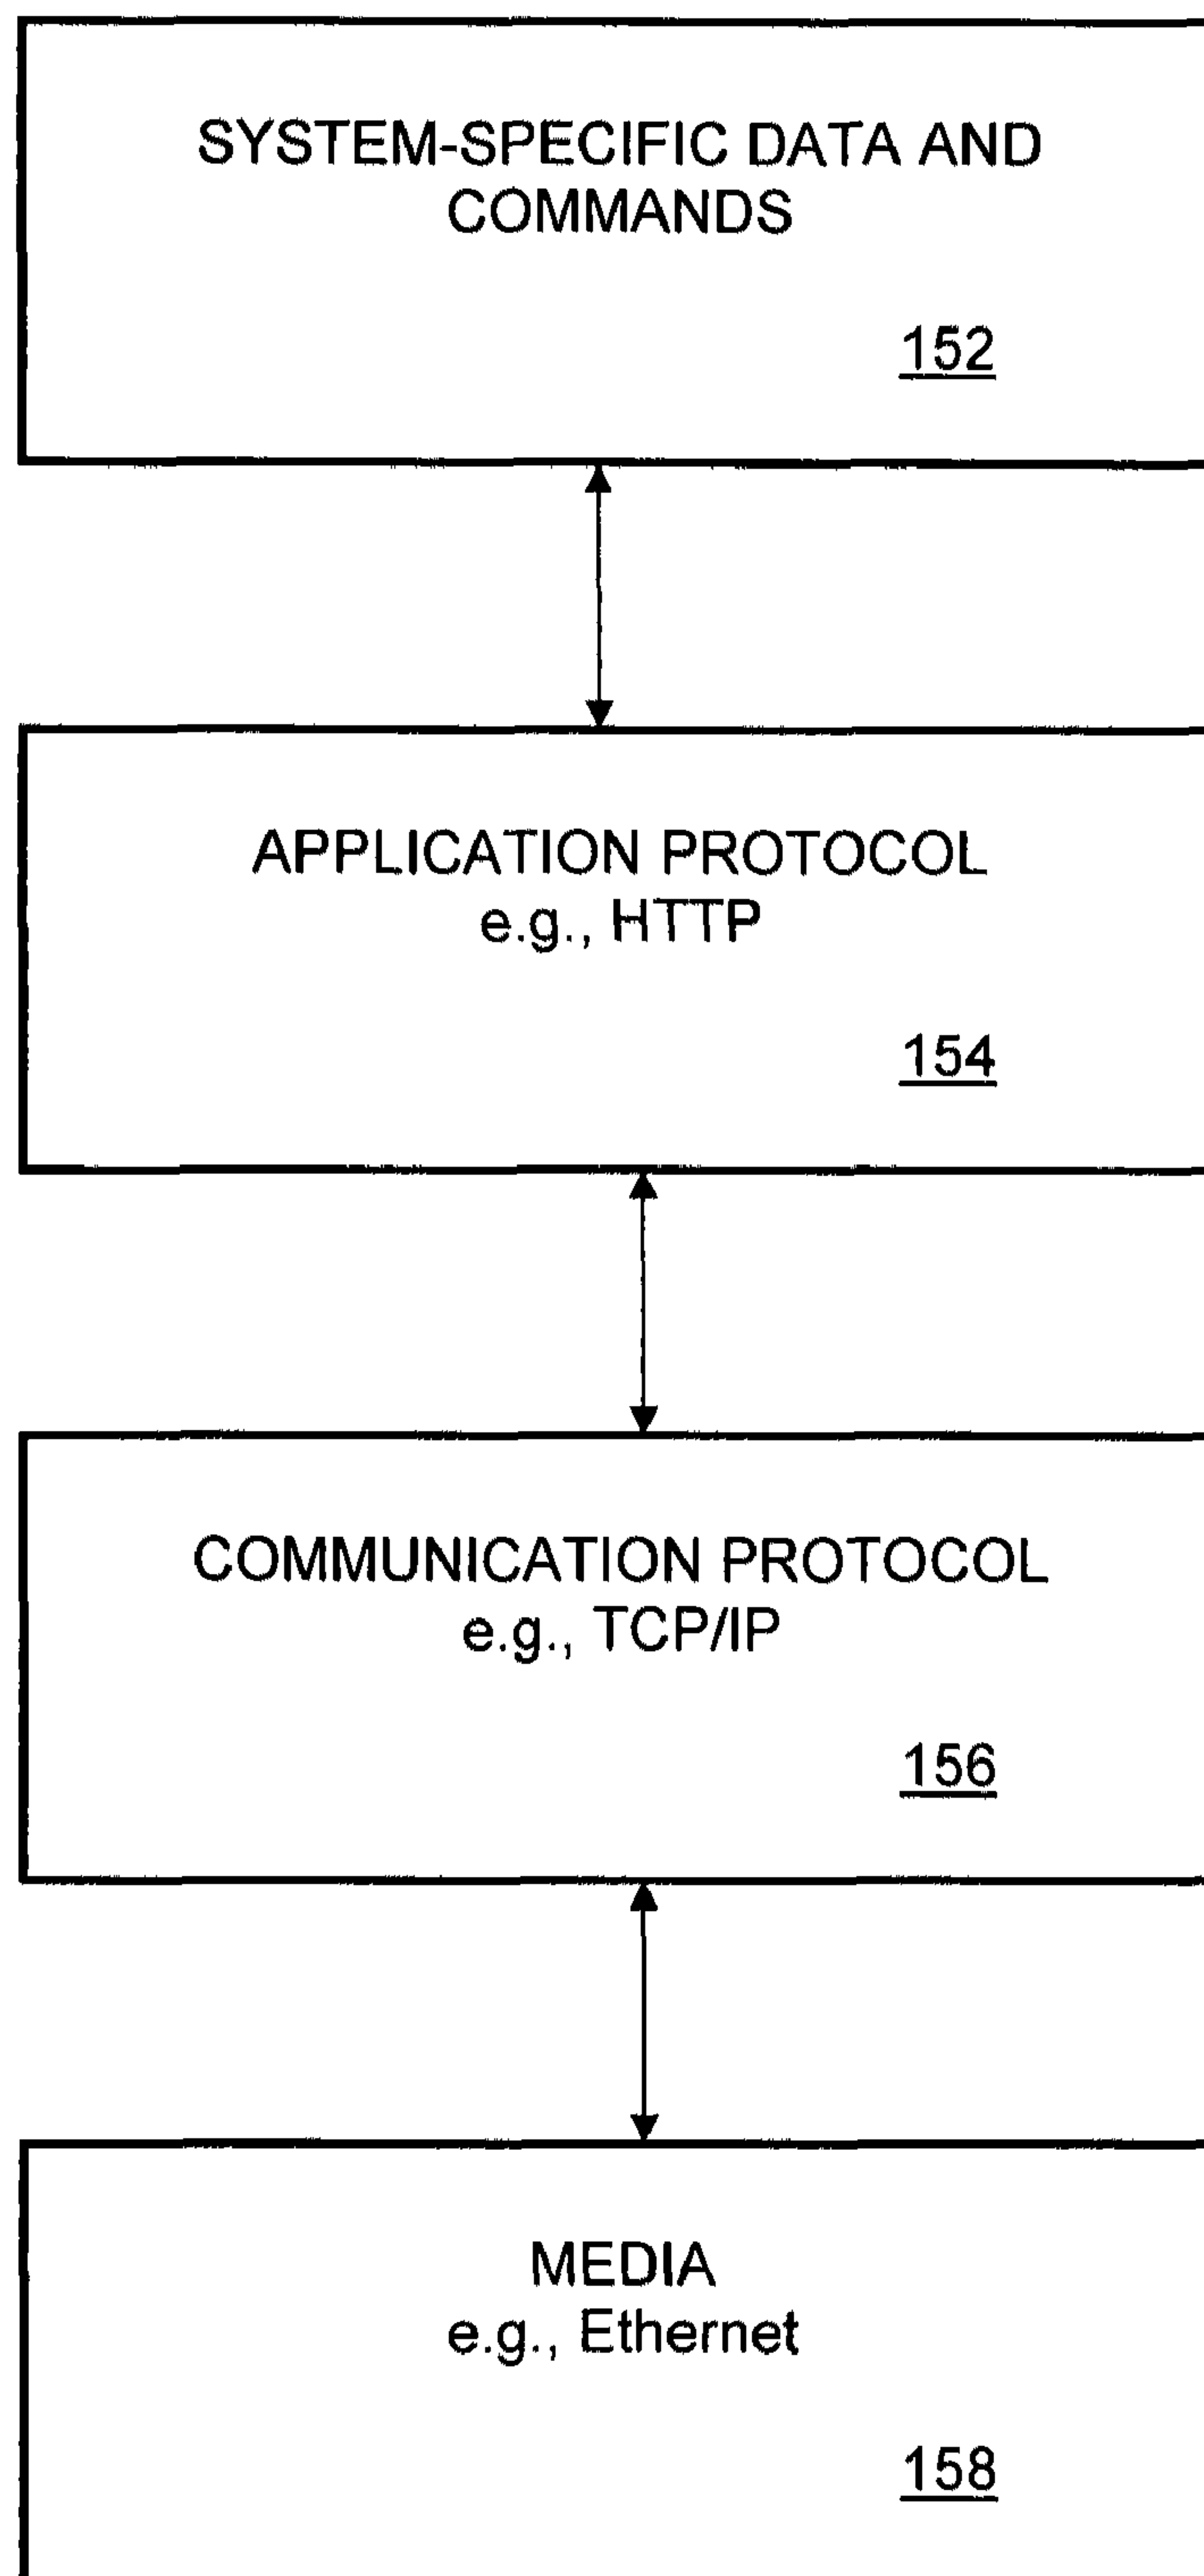 SYSTEM-SPECIFIC DATA AND
COMMANDS
152
APPLICATION PROTOCOL
e.g., HTTP
154
COMMUNICATION PROTOCOL
e.g., TCP/IP
156
MEDIA
e.g., Ethernet
158